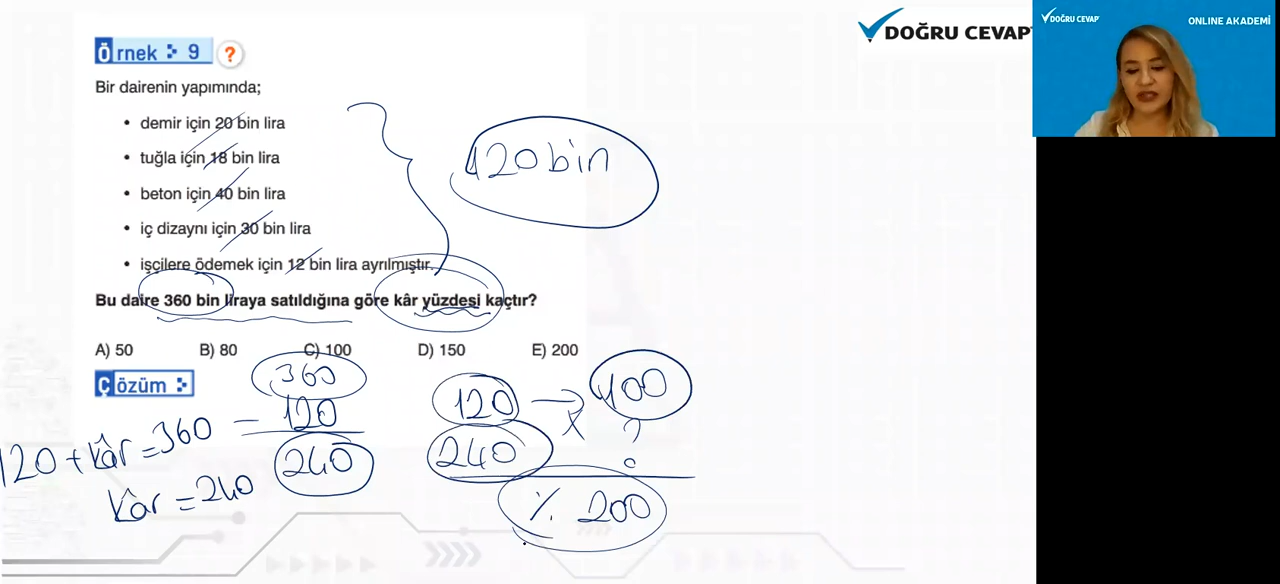 DOĞRU CEVAP
DOĞRU CEVAP
ONLINE AKADEMİ
Örnek 9 ?
Bir dairenin yapımında;
• demir için 20 bin lira
• tuğla için 18 bin lira
• beton için 40 bin lira
• iç dizaynı için 30 bin lira
• işçilere ödemek için 12 bin lira ayrılmıştır.
120 bin
Bu daire 360 bin liraya satıldığına göre kâr yüzdesi kaçtır?
A) 50 B) 80 C) 100 D) 150 E) 200
Çözüm
360
- 120
240
120 + kâr = 360
kâr = 240
120 → 100
x
240 ?
% 200